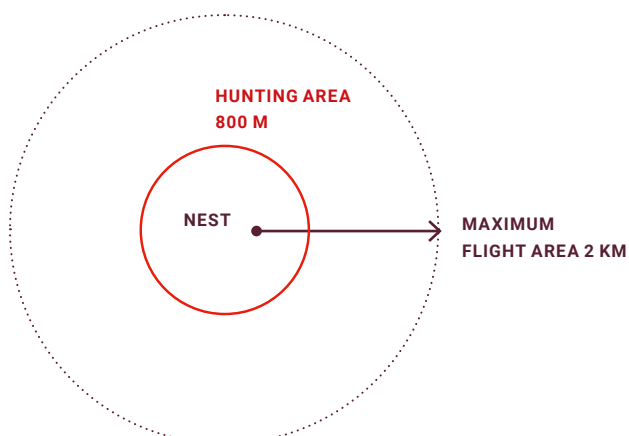 HUNTING AREA
800 M
NEST
MAXIMUM
FLIGHT AREA 2 KM